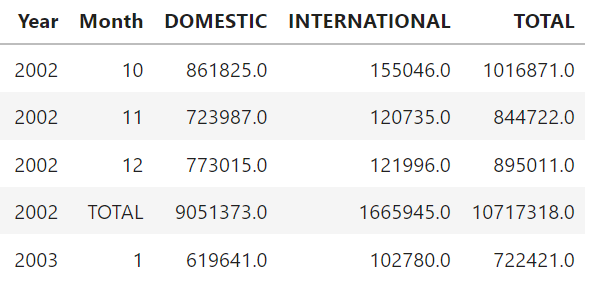 Year Month DOMESTIC INTERNATIONAL TOTAL
2002 10 861825.0 155046.0 1016871.0
2002 11 723987.0 120735.0 844722.0
2002 12 773015.0 121996.0 895011.0
2002 TOTAL 9051373.0 1665945.0 10717318.0
2003 1 619641.0 102780.0 722421.0